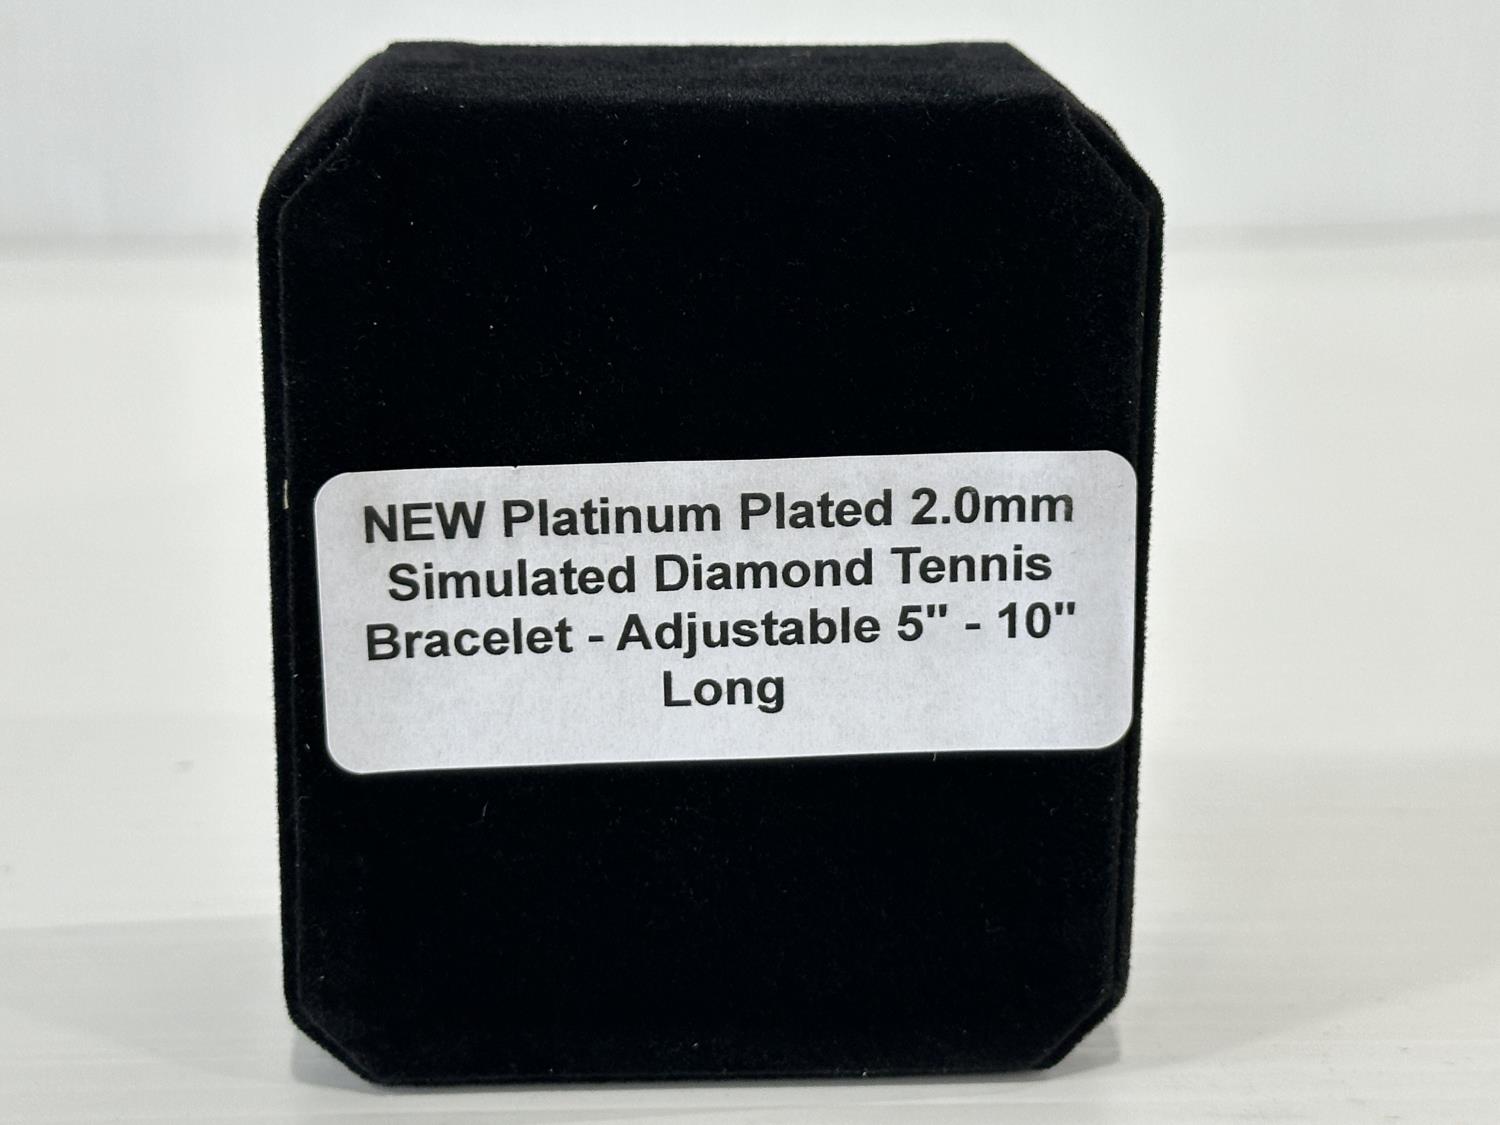 NEW Platinum Plated 2.0mm
Simulated Diamond Tennis
Bracelet - Adjustable 5" - 10"
Long